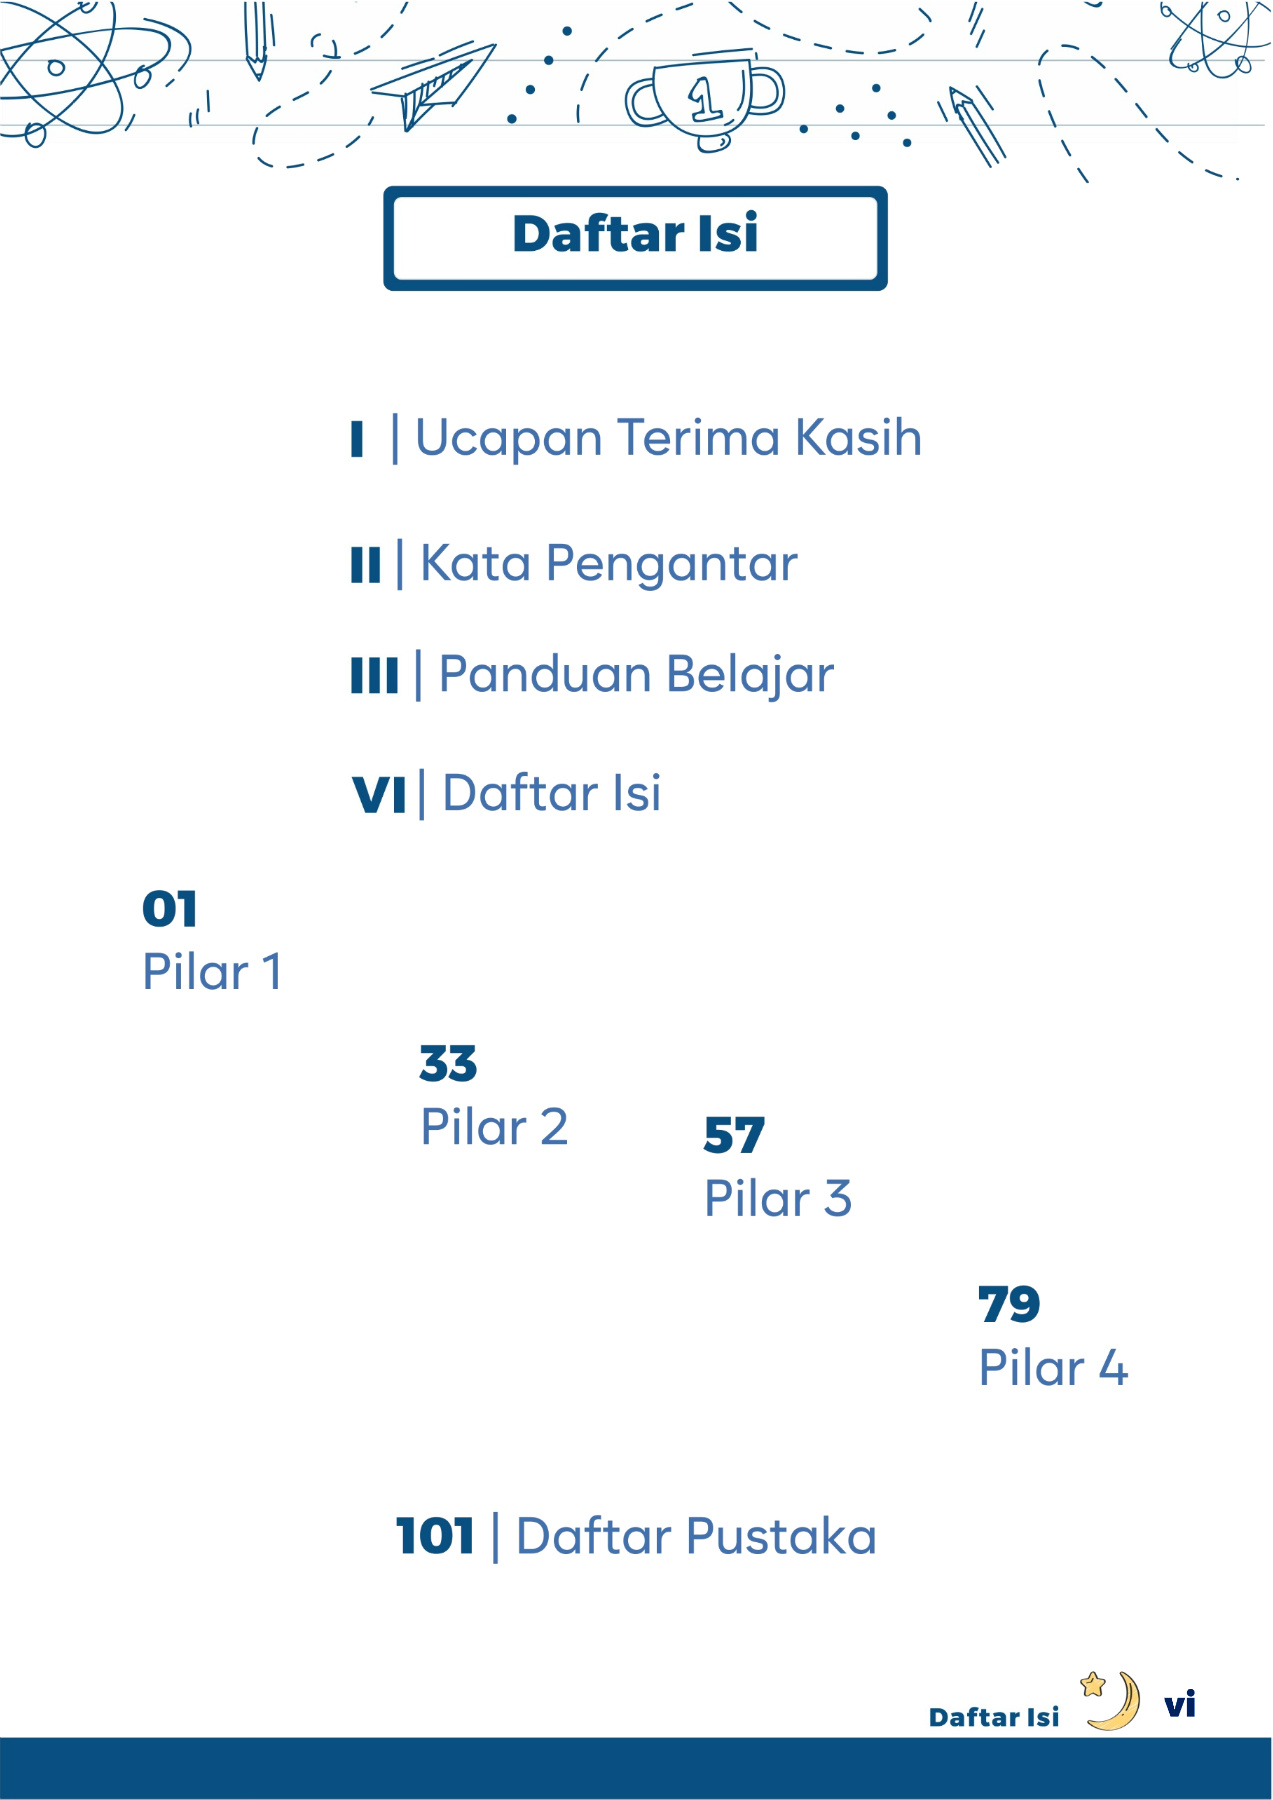 1
Daftar Isi
I | Ucapan Terima Kasih
II | Kata Pengantar
III | Panduan Belajar
VI | Daftar Isi
01
Pilar 1
33
Pilar 2
57
Pilar 3
79
Pilar 4
101 | Daftar Pustaka
Daftar Isi vi